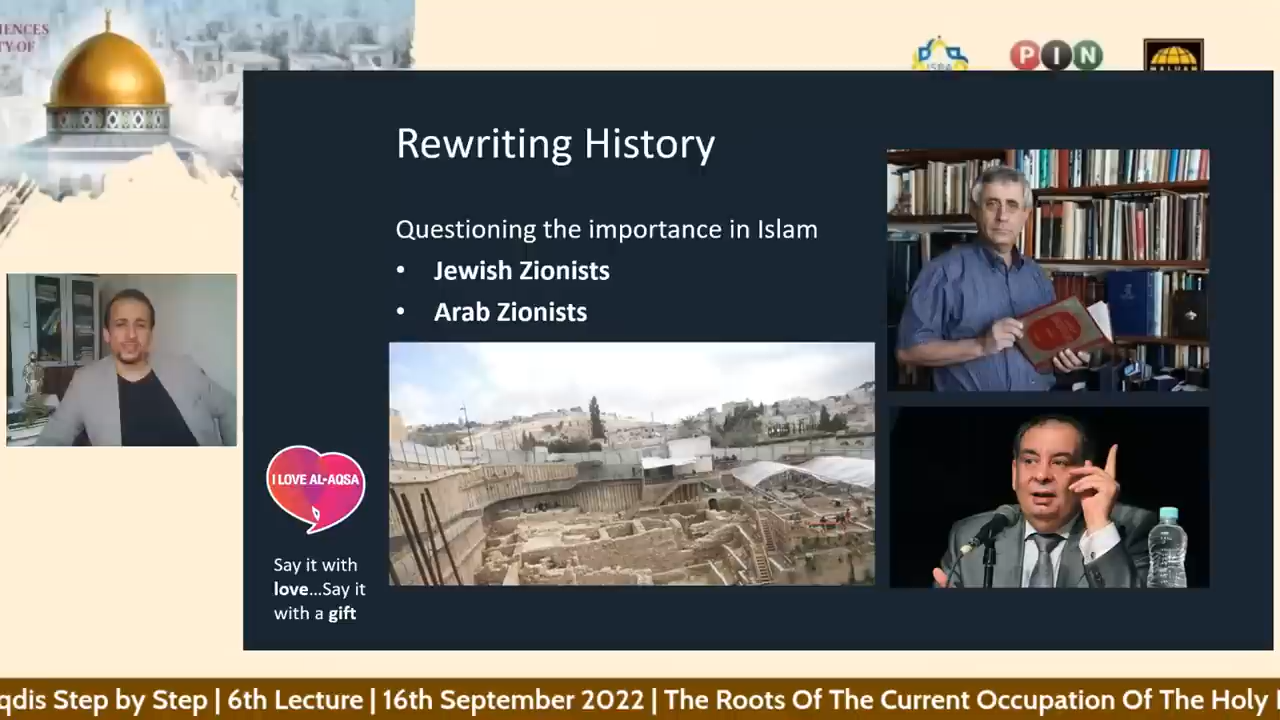 IENCES
TY OF
ISRA
PIN
Rewriting History
Questioning the importance in Islam
• Jewish Zionists
• Arab Zionists
I LOVE AL-AQSA
Say it with
love...Say it
with a gift
qdis Step by Step | 6th Lecture | 16th September 2022 | The Roots Of The Current Occupation Of The Holy